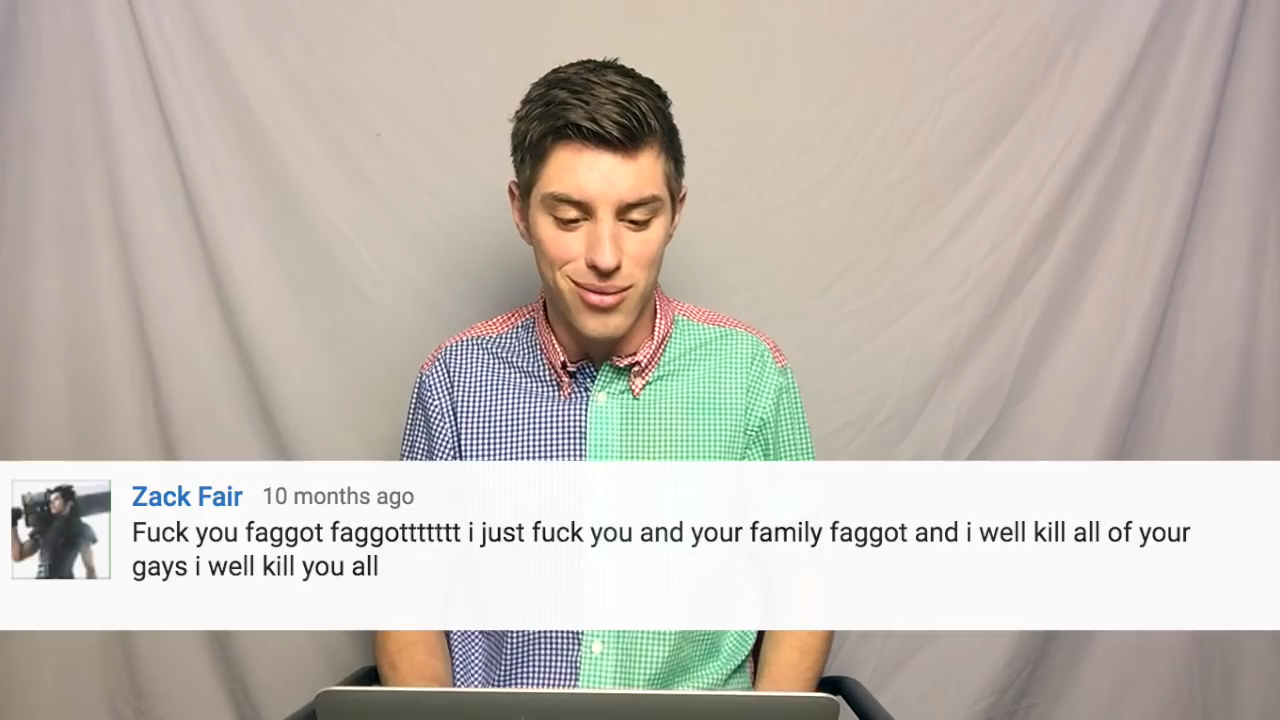 Zack Fair 10 months ago
Fuck you faggot faggotttttttt i just fuck you and your family faggot and i well kill all of your
gays i well kill you all